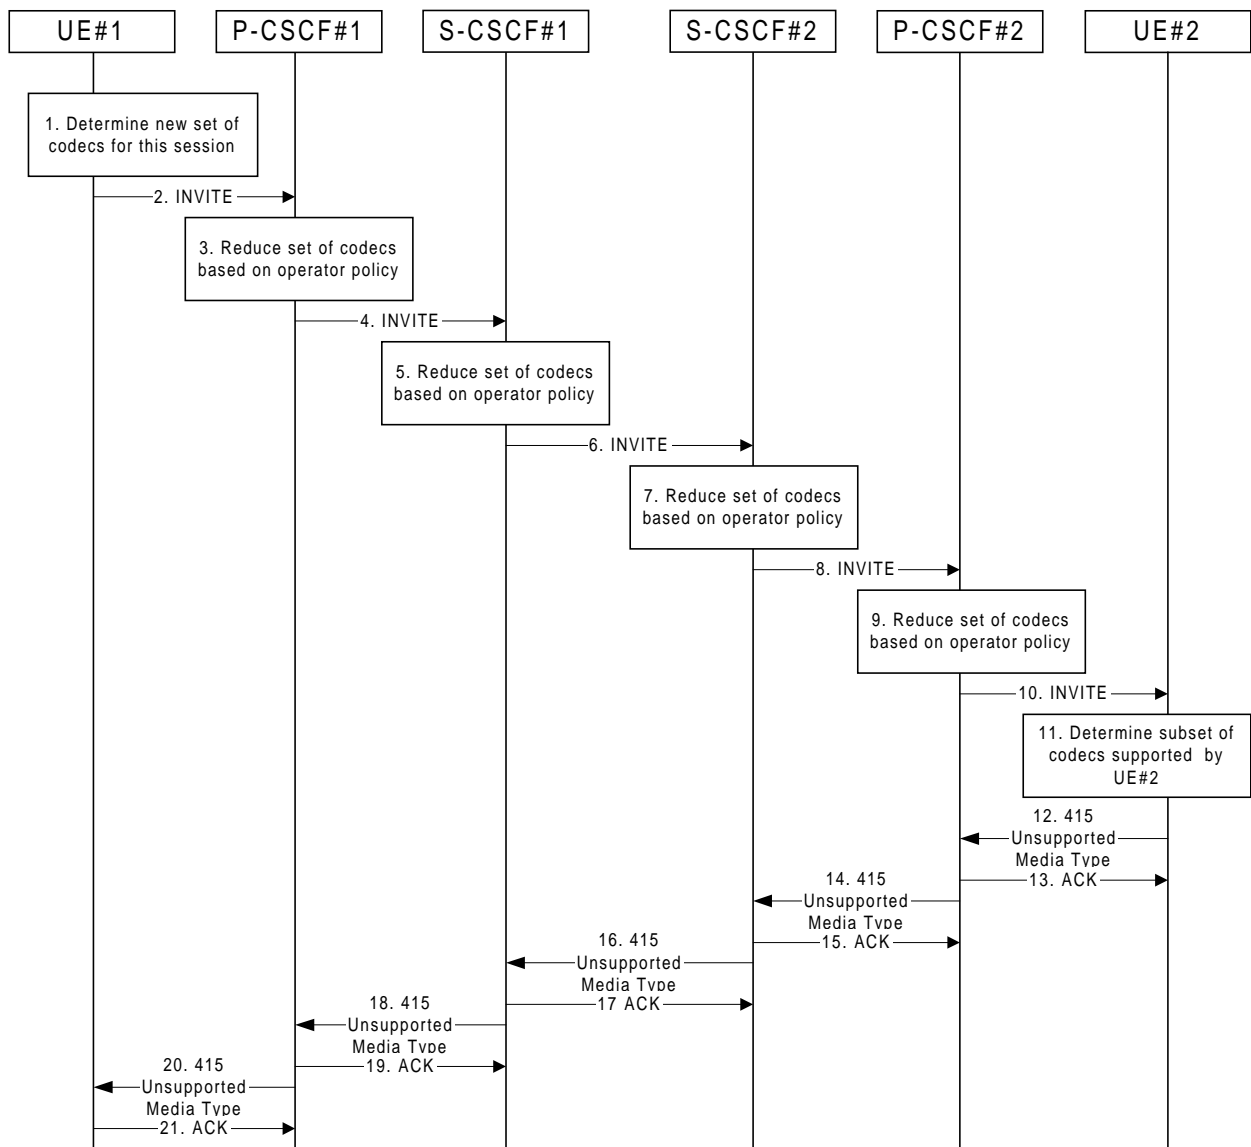 UE#1
P-CSCF#1
S-CSCF#1
S-CSCF#2
P-CSCF#2
UE#2
1. Determine new set of
codecs for this session
2. INVITE
3. Reduce set of codecs
based on operator policy
4. INVITE
5. Reduce set of codecs
based on operator policy
6. INVITE
7. Reduce set of codecs
based on operator policy
8. INVITE
9. Reduce set of codecs
based on operator policy
10. INVITE
11. Determine subset of
codecs supported by
UE#2
12. 415
Unsupported
Media Type
13. ACK
14. 415
Unsupported
Media Type
15. ACK
16. 415
Unsupported
Media Type
17 ACK
18. 415
Unsupported
Media Type
19. ACK
20. 415
Unsupported
Media Type
21. ACK